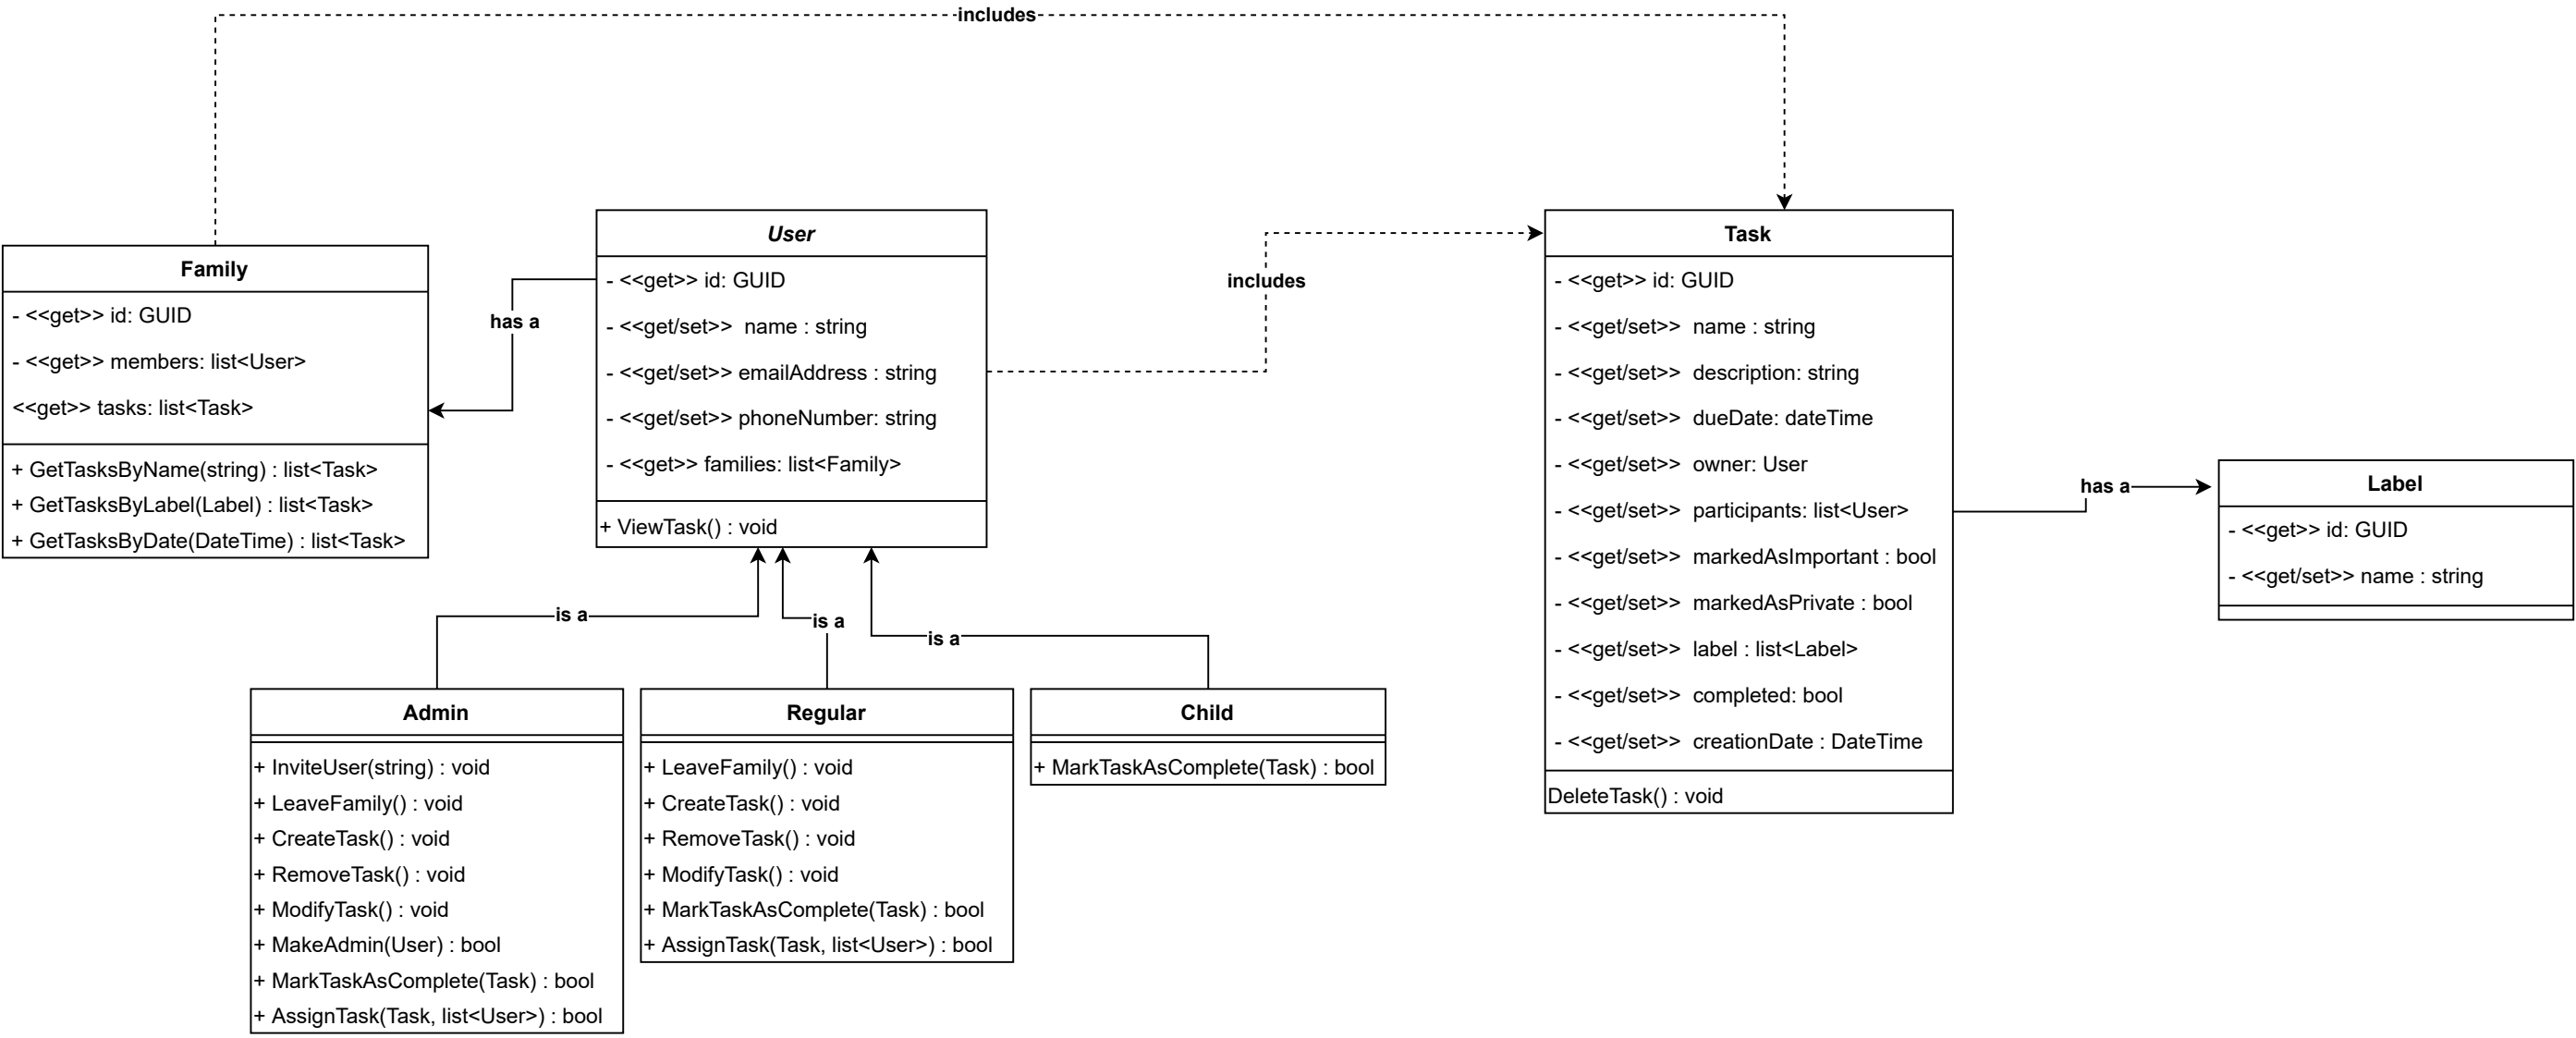 includes
Family
- <<get>> id: GUID
- <<get>> members: list<User>
<<get>> tasks: list<Task>
+ GetTasksByName(string) : list<Task>
+ GetTasksByLabel(Label) : list<Task>
+ GetTasksByDate(DateTime) : list<Task>
has a
User
- <<get>> id: GUID
- <<get/set>>  name : string
- <<get/set>> emailAddress : string
- <<get/set>> phoneNumber: string
- <<get>> families: list<Family>
+ ViewTask() : void
includes
Task
- <<get>> id: GUID
- <<get/set>>  name : string
- <<get/set>>  description: string
- <<get/set>>  dueDate: dateTime
- <<get/set>>  owner: User
- <<get/set>>  participants: list<User>
- <<get/set>>  markedAsImportant : bool
- <<get/set>>  markedAsPrivate : bool
- <<get/set>>  label : list<Label>
- <<get/set>>  completed: bool
- <<get/set>>  creationDate : DateTime
DeleteTask() : void
has a
Label
- <<get>> id: GUID
- <<get/set>> name : string
is a
is a
is a
Admin
+ InviteUser(string) : void
+ LeaveFamily() : void
+ CreateTask() : void
+ RemoveTask() : void
+ ModifyTask() : void
+ MakeAdmin(User) : bool
+ MarkTaskAsComplete(Task) : bool
+ AssignTask(Task, list<User>) : bool
Regular
+ LeaveFamily() : void
+ CreateTask() : void
+ RemoveTask() : void
+ ModifyTask() : void
+ MarkTaskAsComplete(Task) : bool
+ AssignTask(Task, list<User>) : bool
Child
+ MarkTaskAsComplete(Task) : bool